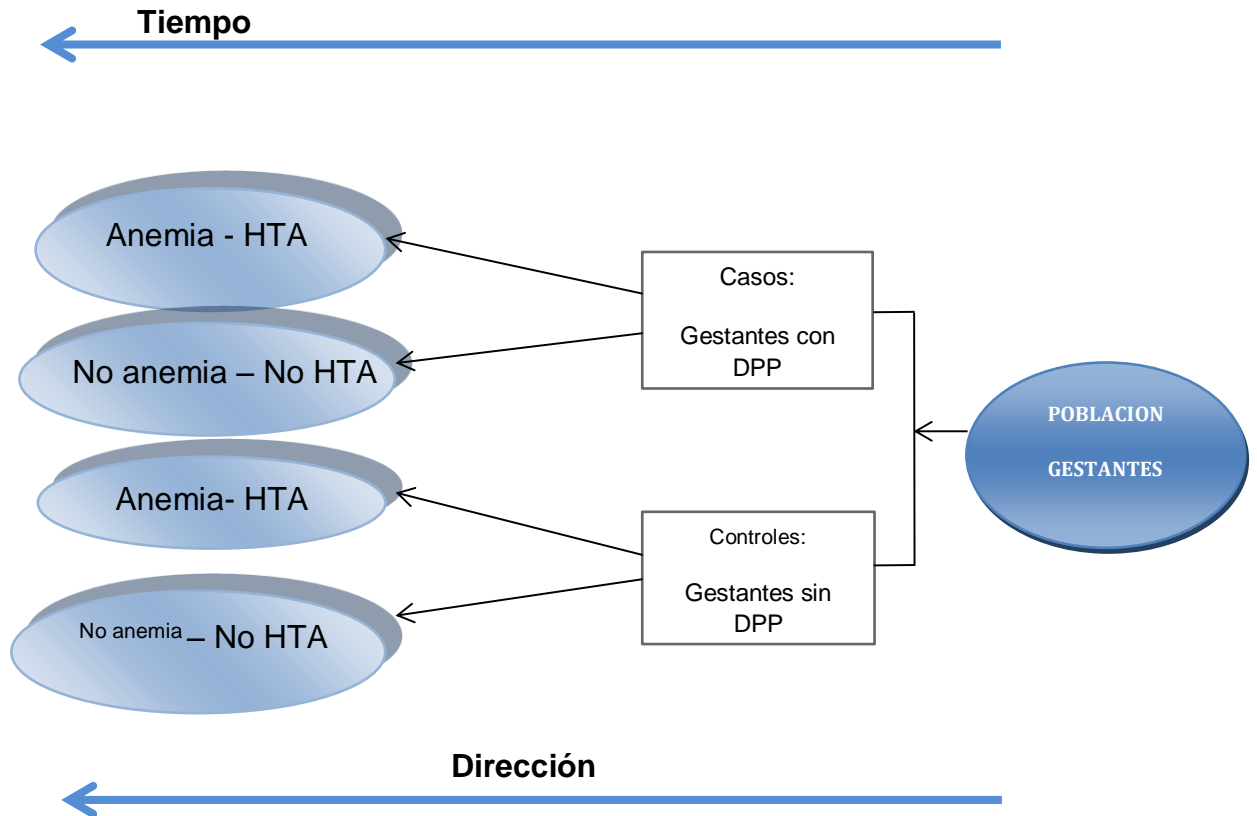 Tiempo
Anemia - HTA
No anemia – No HTA
Anemia- HTA
No anemia – No HTA
Casos:
Gestantes con
DPP
Controles:
Gestantes sin
DPP
POBLACION
GESTANTES
Dirección